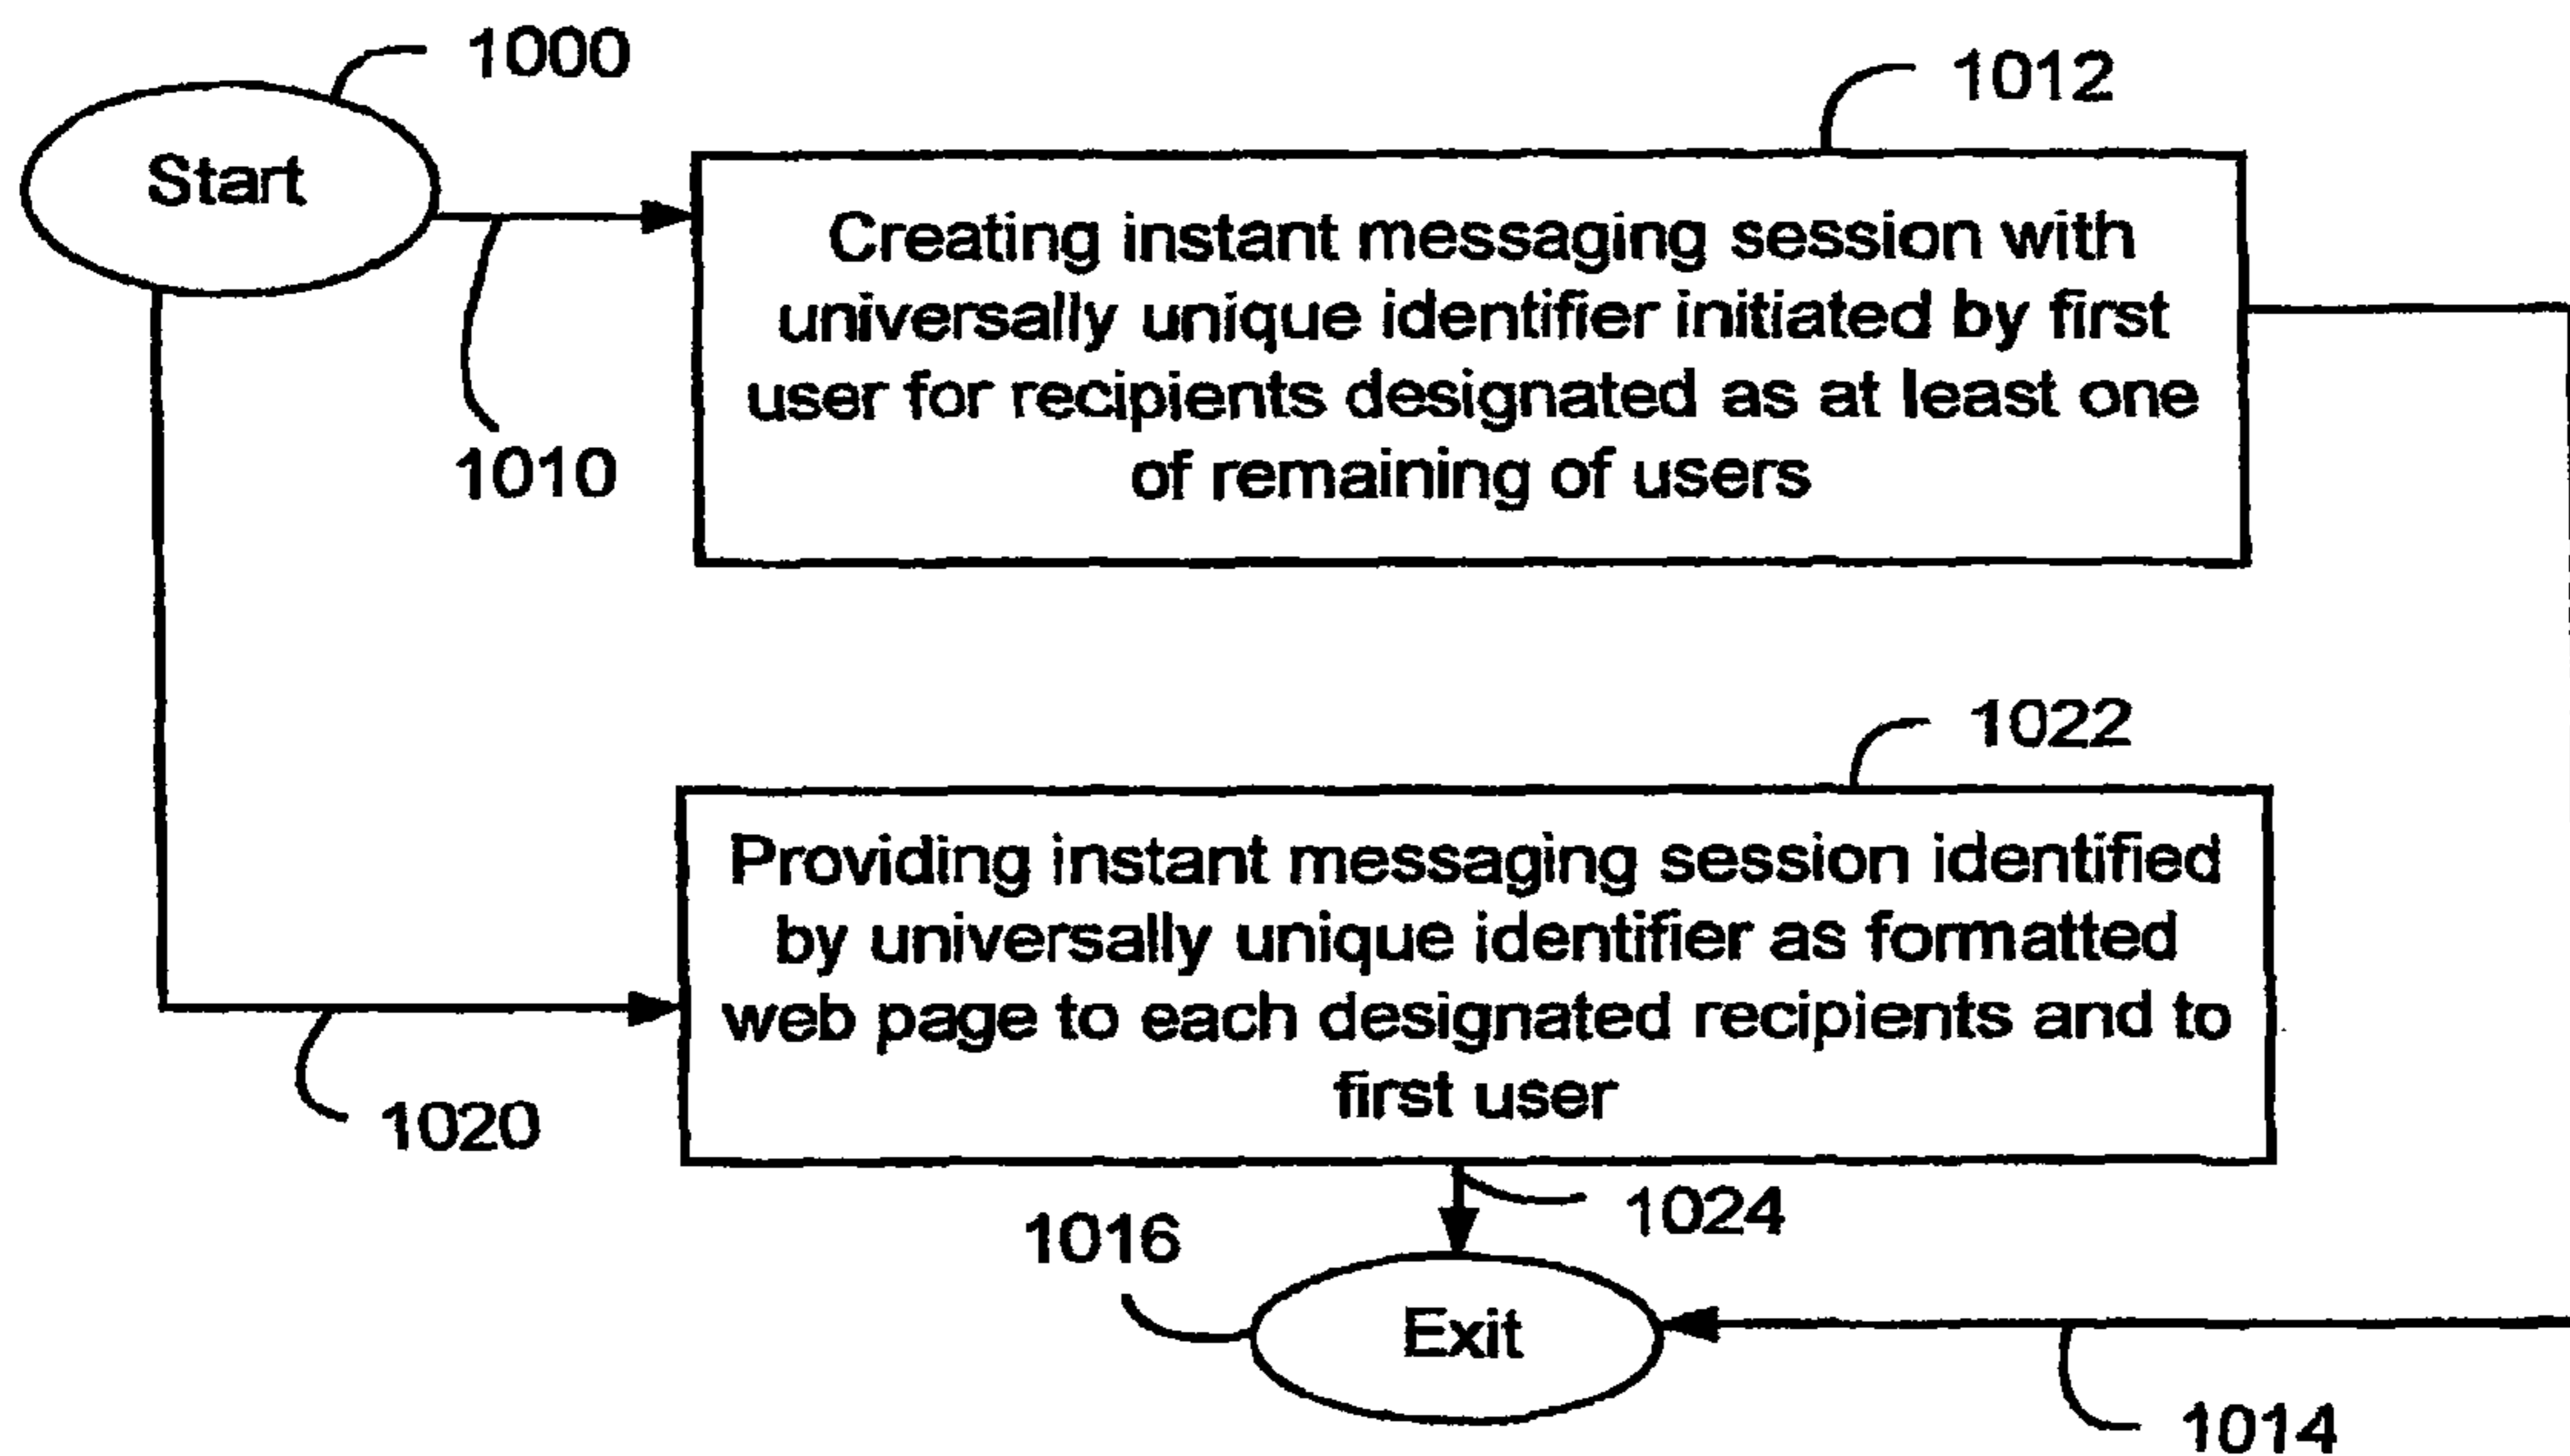 1000
Start
1012
Creating instant messaging session with
universally unique identifier initiated by first
user for recipients designated as at least one
of remaining of users
1010
1022
Providing instant messaging session identified
by universally unique identifier as formatted
web page to each designated recipients and to
first user
1020
1024
1016
Exit
1014